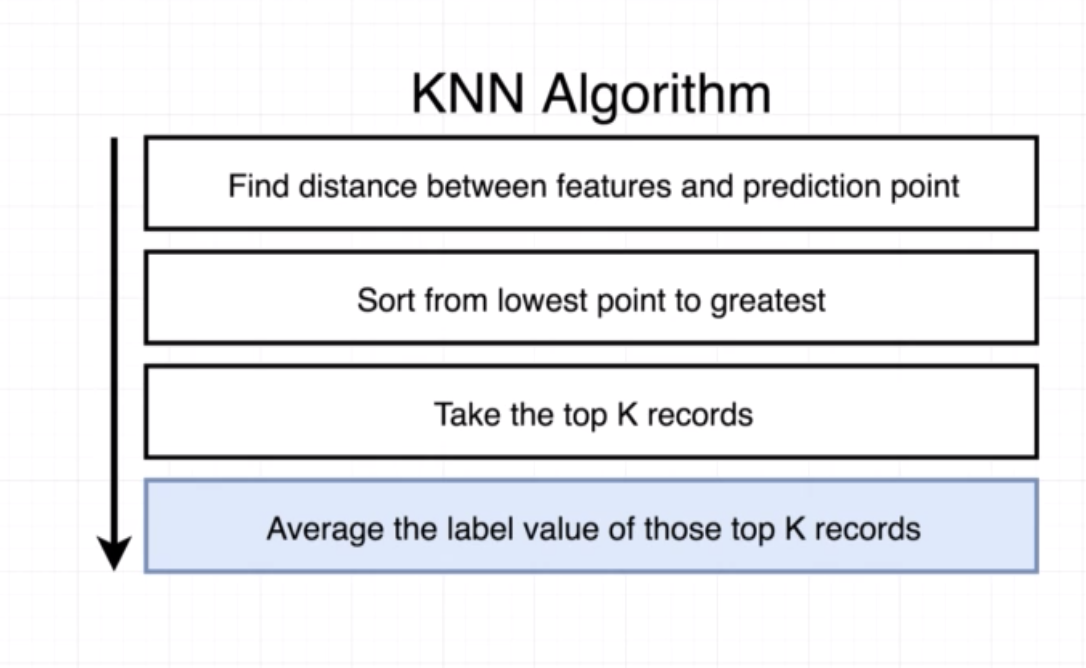 KNN Algorithm
Find distance between features and prediction point
Sort from lowest point to greatest
Take the top K records
Average the label value of those top K records